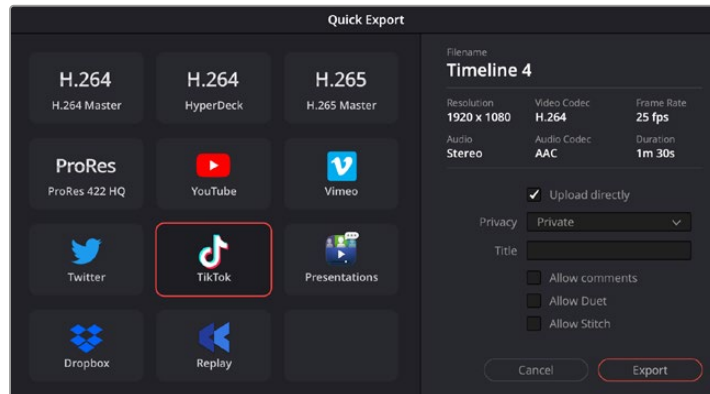 Quick Export
H.264
H.264 Master
H.264
HyperDeck
H.265
H.265 Master
ProRes
ProRes 422 HQ
YouTube
Vimeo
Twitter
TikTok
Presentations
Dropbox
Replay
Filename
Timeline 4
Resolution
1920 x 1080
Video Codec
H.264
Frame Rate
25 fps
Audio
Stereo
Audio Codec
AAC
Duration
1m 30s
Upload directly
Privacy
Private
Title
Allow comments
Allow Duet
Allow Stitch
Cancel
Export